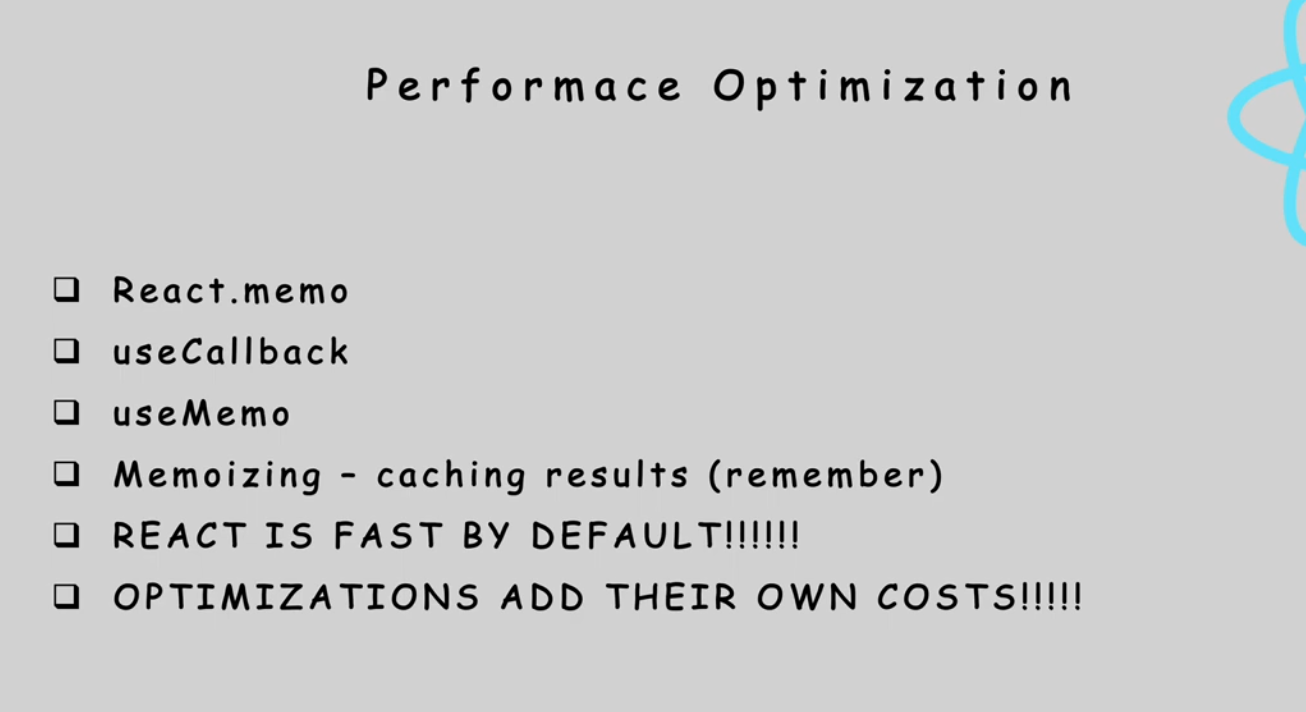 Performace Optimization
React.memo
useCallback
useMemo
Memoizing – caching results (remember)
REACT IS FAST BY DEFAULT!!!!!!
OPTIMIZATIONS ADD THEIR OWN COSTS!!!!!